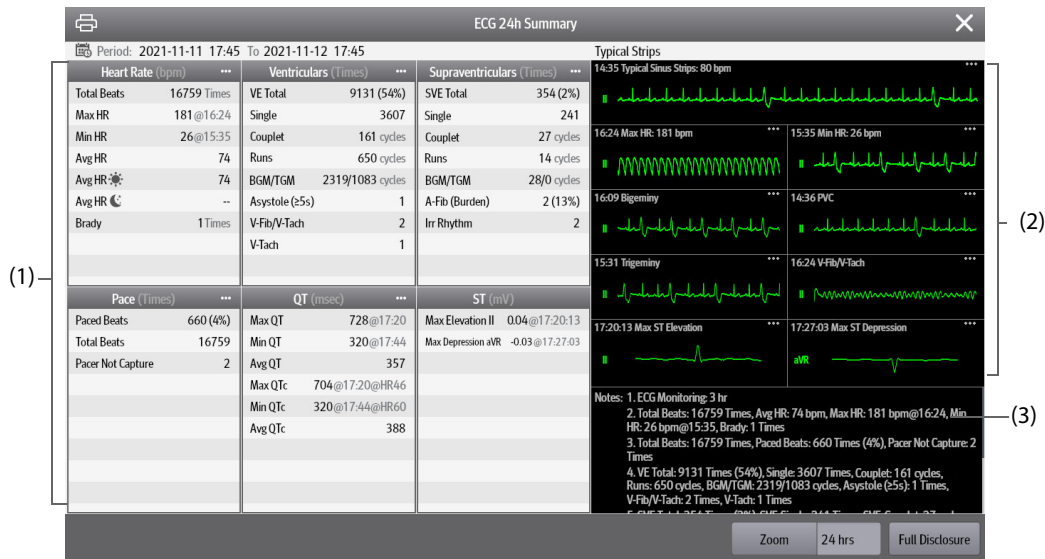 ECG 24h Summary
Period: 2021-11-11 17:45 To 2021-11-12 17:45
Typical Strips
(1)
Heart Rate (bpm)
Total Beats 16759 Times
Max HR 181@16:24
Min HR 26@15:35
Avg HR 74
Avg HR 74
Avg HR --
Brady 1 Times
Ventriculars (Times)
VE Total 9131 (54%)
Single 3607
Couplet 161 cycles
Runs 650 cycles
BGM/TGM 2319/1083 cycles
Asystole (≥5s) 1
V-Fib/V-Tach 2
V-Tach 1
Supraventriculars (Times)
SVE Total 354 (2%)
Single 241
Couplet 27 cycles
Runs 14 cycles
BGM/TGM 28/0 cycles
A-Fib (Burden) 2 (13%)
Irr Rhythm 2
Pace (Times)
Paced Beats 660 (4%)
Total Beats 16759
Pacer Not Capture 2
QT (msec)
Max QT 728@17:20
Min QT 320@17:44
Avg QT 357
Max QTc 704@17:20@HR46
Min QTc 320@17:44@HR60
Avg QTc 388
ST (mV)
Max Elevation II 0.04@17:20:13
Max Depression aVR -0.03@17:27:03
14:35 Typical Sinus Strips: 80 bpm
II
16:24 Max HR: 181 bpm
II
15:35 Min HR: 26 bpm
II
16:09 Bigeminy
II
14:36 PVC
II
15:31 Trigeminy
II
16:24 V-Fib/V-Tach
II
17:20:13 Max ST Elevation
II
17:27:03 Max ST Depression
aVR
(2)
Notes: 1. ECG Monitoring: 3 hr
2. Total Beats: 16759 Times, Avg HR: 74 bpm, Max HR: 181 bpm@16:24, Min
HR: 26 bpm@15:35, Brady: 1 Times
3. Total Beats: 16759 Times, Paced Beats: 660 Times (4%), Pacer Not Capture: 2
Times
4. VE Total: 9131 Times (54%), Single: 3607 Times, Couplet: 161 cycles,
Runs: 650 cycles, BGM/TGM: 2319/1083 cycles, Asystole (≥5s): 1 Times,
V-Fib/V-Tach: 2 Times, V-Tach: 1 Times
(3)
Zoom 24 hrs Full Disclosure